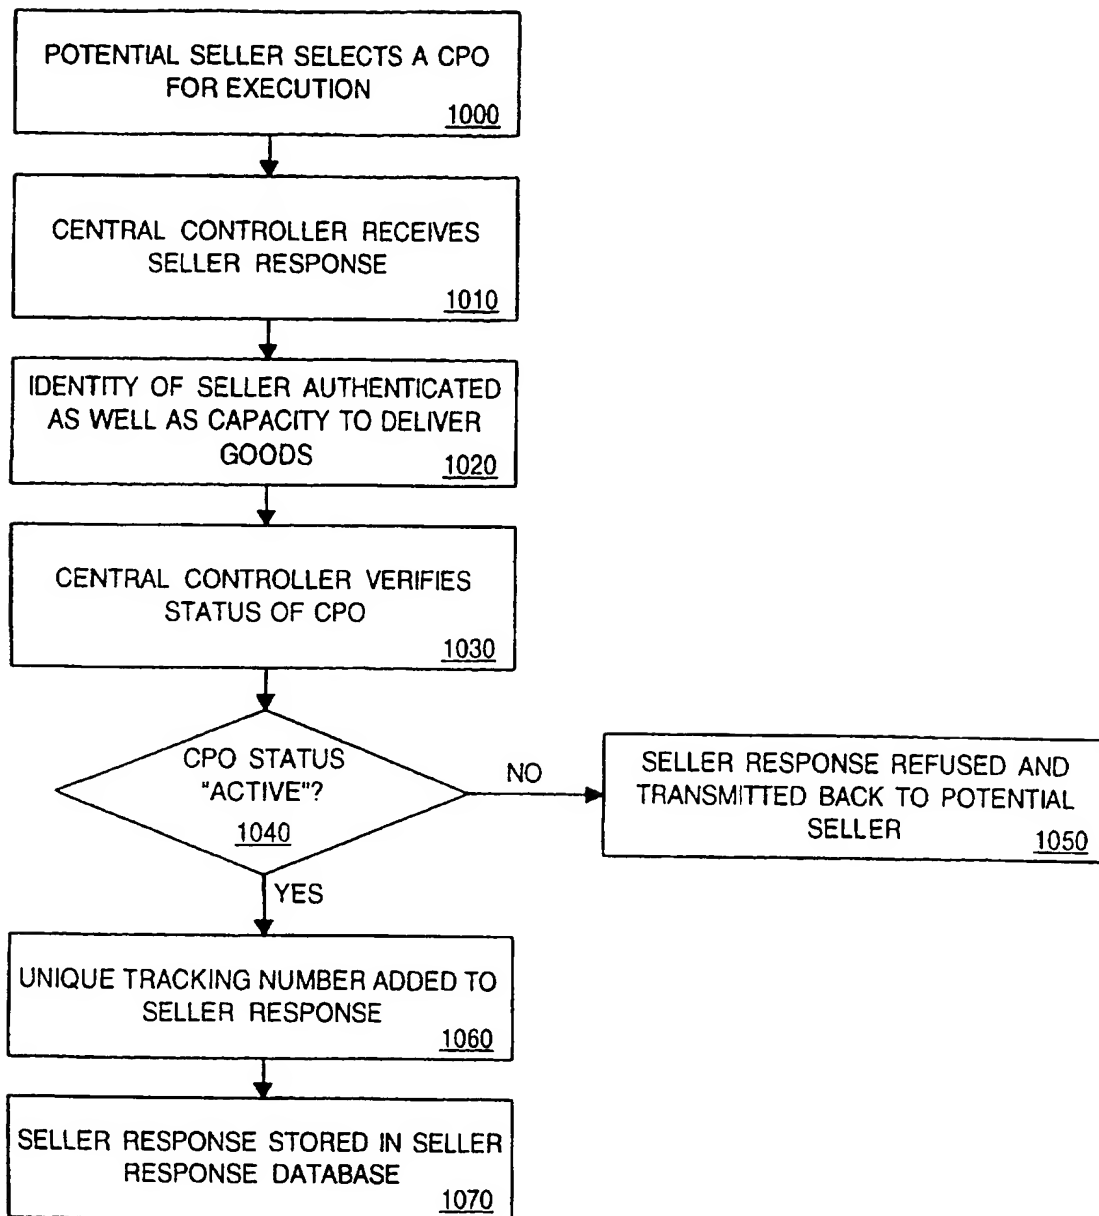 POTENTIAL SELLER SELECTS A CPO
FOR EXECUTION
1000
CENTRAL CONTROLLER RECEIVES
SELLER RESPONSE
1010
IDENTITY OF SELLER AUTHENTICATED
AS WELL AS CAPACITY TO DELIVER
GOODS
1020
CENTRAL CONTROLLER VERIFIES
STATUS OF CPO
1030
CPO STATUS
"ACTIVE"?
1040
NO
SELLER RESPONSE REFUSED AND
TRANSMITTED BACK TO POTENTIAL
SELLER
1050
YES
UNIQUE TRACKING NUMBER ADDED TO
SELLER RESPONSE
1060
SELLER RESPONSE STORED IN SELLER
RESPONSE DATABASE
1070